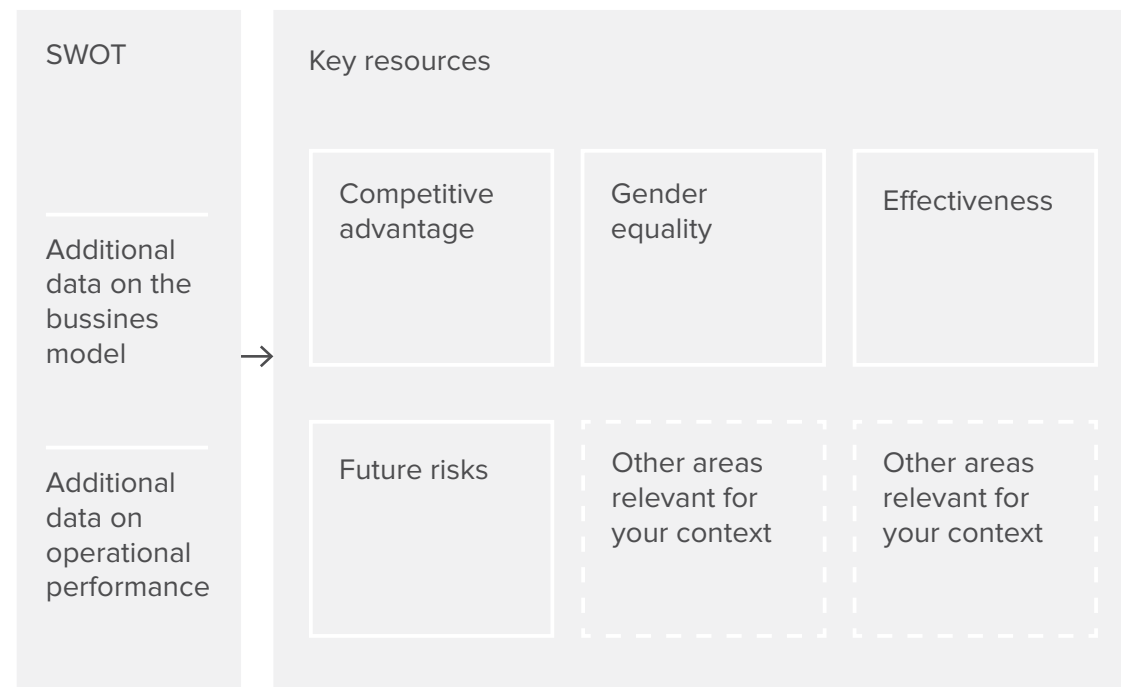 SWOT
Additional
data on the
bussines
model
Additional
data on
operational
performance
Key resources
Competitive
advantage
Gender
equality
Effectiveness
Future risks
Other areas
relevant for
your context
Other areas
relevant for
your context